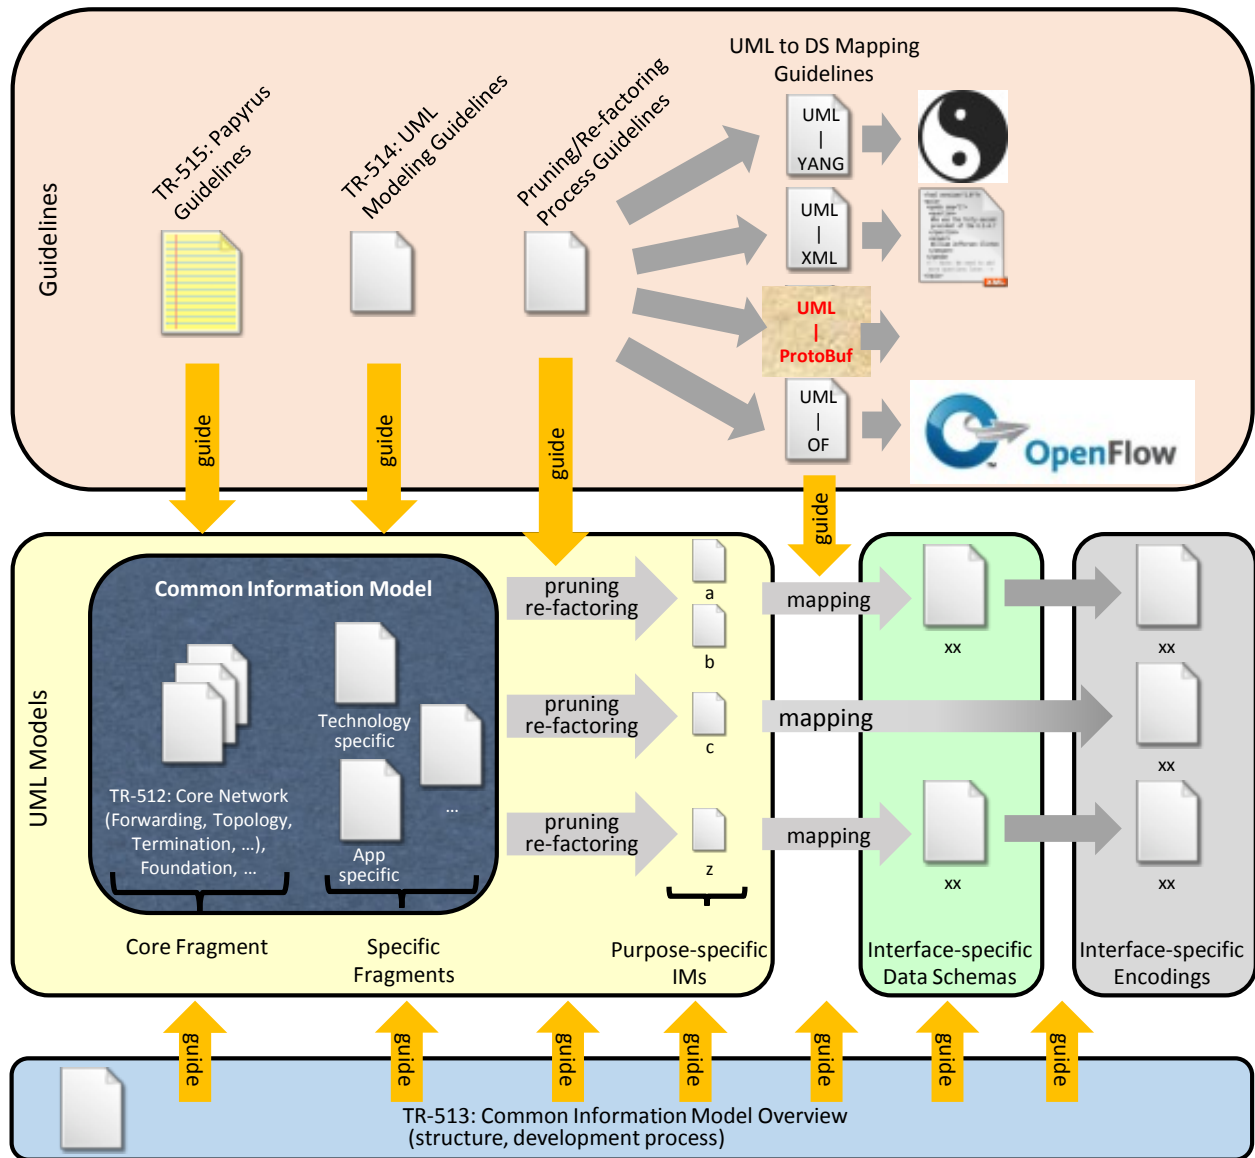 UML to DS Mapping
Guidelines
TR-515: Papyrus
Guidelines
TR-514: UML
Modeling Guidelines
Pruning/Re-factoring
Process Guidelines
Guidelines
UML
|
YANG
UML
|
XML
XML
UML
|
ProtoBuf
UML
|
OF
OpenFlow
TM
guide
guide
guide
guide
UML Models
Common Information Model
TR-512: Core Network
(Forwarding, Topology,
Termination, …),
Foundation, …
Technology
specific
App
specific
…
Core Fragment
Specific
Fragments
pruning
re-factoring
pruning
re-factoring
pruning
re-factoring
a
b
c
z
Purpose-specific
IMs
mapping
mapping
mapping
xx
xx
Interface-specific
Data Schemas
xx
xx
xx
Interface-specific
Encodings
guide
guide
guide
guide
guide
guide
guide
TR-513: Common Information Model Overview
(structure, development process)